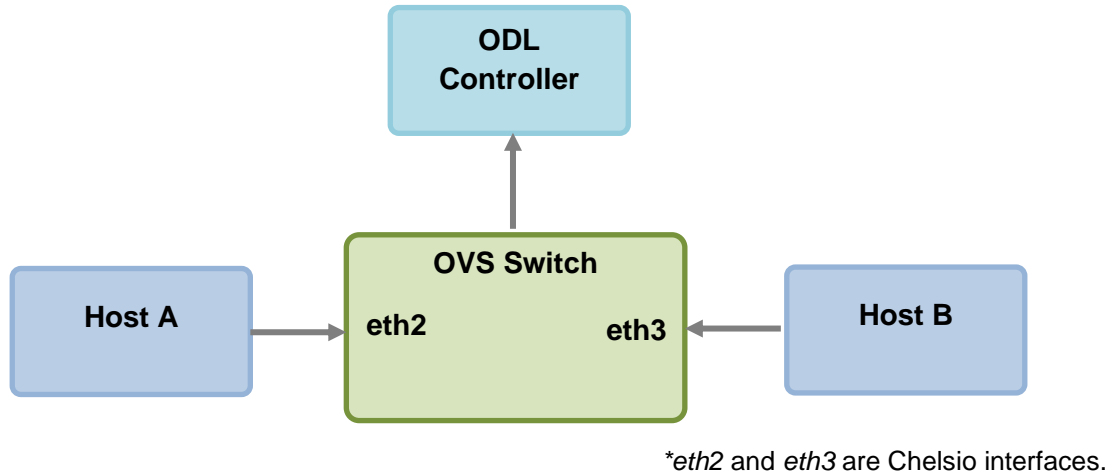 ODL
Controller
OVS Switch
Host A
eth2
eth3
Host B
*eth2 and eth3 are Chelsio interfaces.